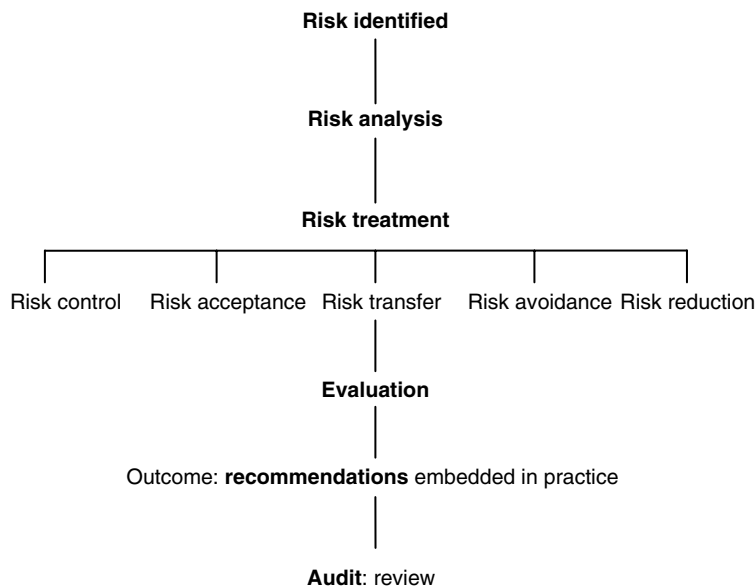 Risk identified
Risk analysis
Risk treatment
Risk control Risk acceptance Risk transfer Risk avoidance Risk reduction
Evaluation
Outcome: recommendations embedded in practice
Audit: review